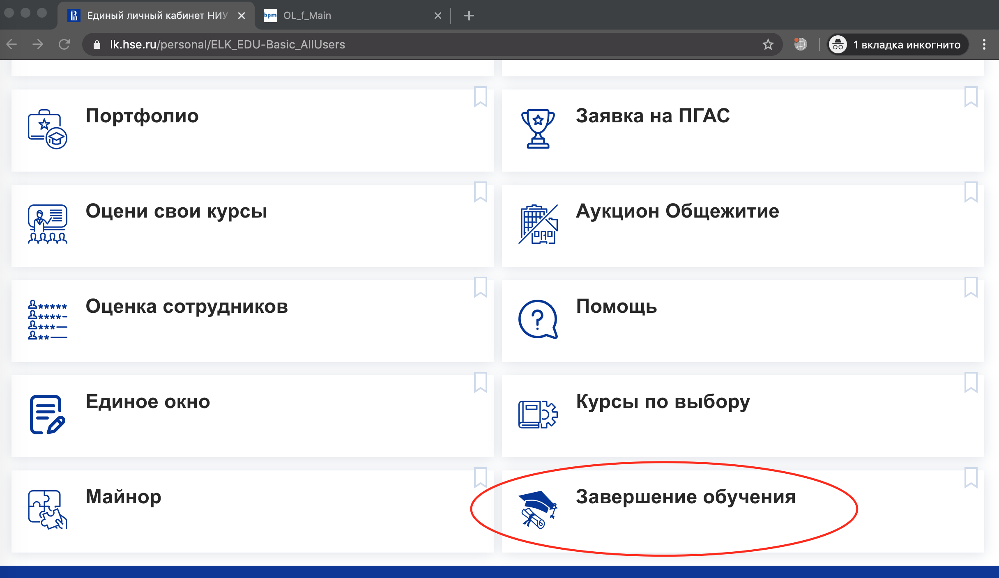 Единый личный кабинет НИУ
bpm OL_f_Main
lk.hse.ru/personal/ELK_EDU-Basic_AllUsers
1 вкладка инкогнито
Портфолио
Заявка на ПГАС
Оцени свои курсы
Аукцион Общежитие
Оценка сотрудников
Помощь
Единое окно
Курсы по выбору
Майнор
Завершение обучения